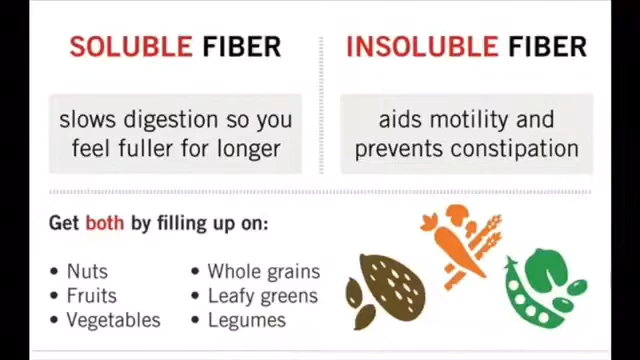 SOLUBLE FIBER
slows digestion so you
feel fuller for longer
INSOLUBLE FIBER
aids motility and
prevents constipation
Get both by filling up on:
• Nuts
• Fruits
• Vegetables
• Whole grains
• Leafy greens
• Legumes